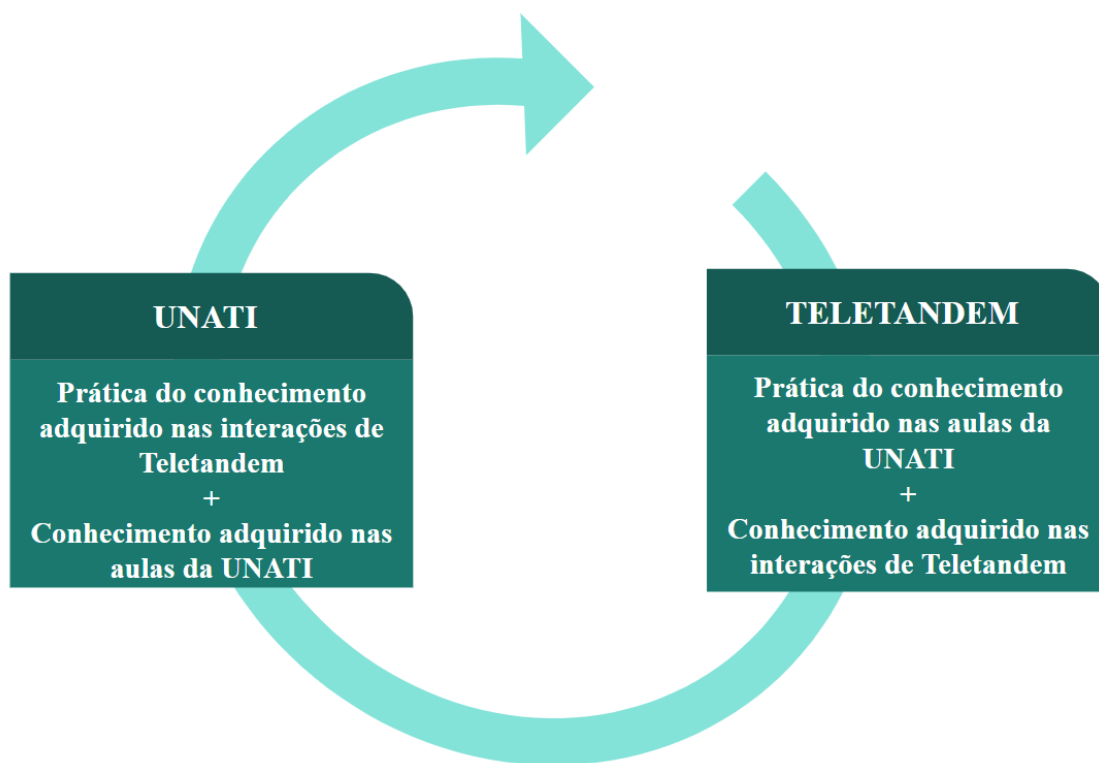 UNATI
Prática do conhecimento
adquirido nas interações de
Teletandem
+
Conhecimento adquirido nas
aulas da UNATI
TELETANDEM
Prática do conhecimento
adquirido nas aulas da
UNATI
+
Conhecimento adquirido nas
interações de Teletandem